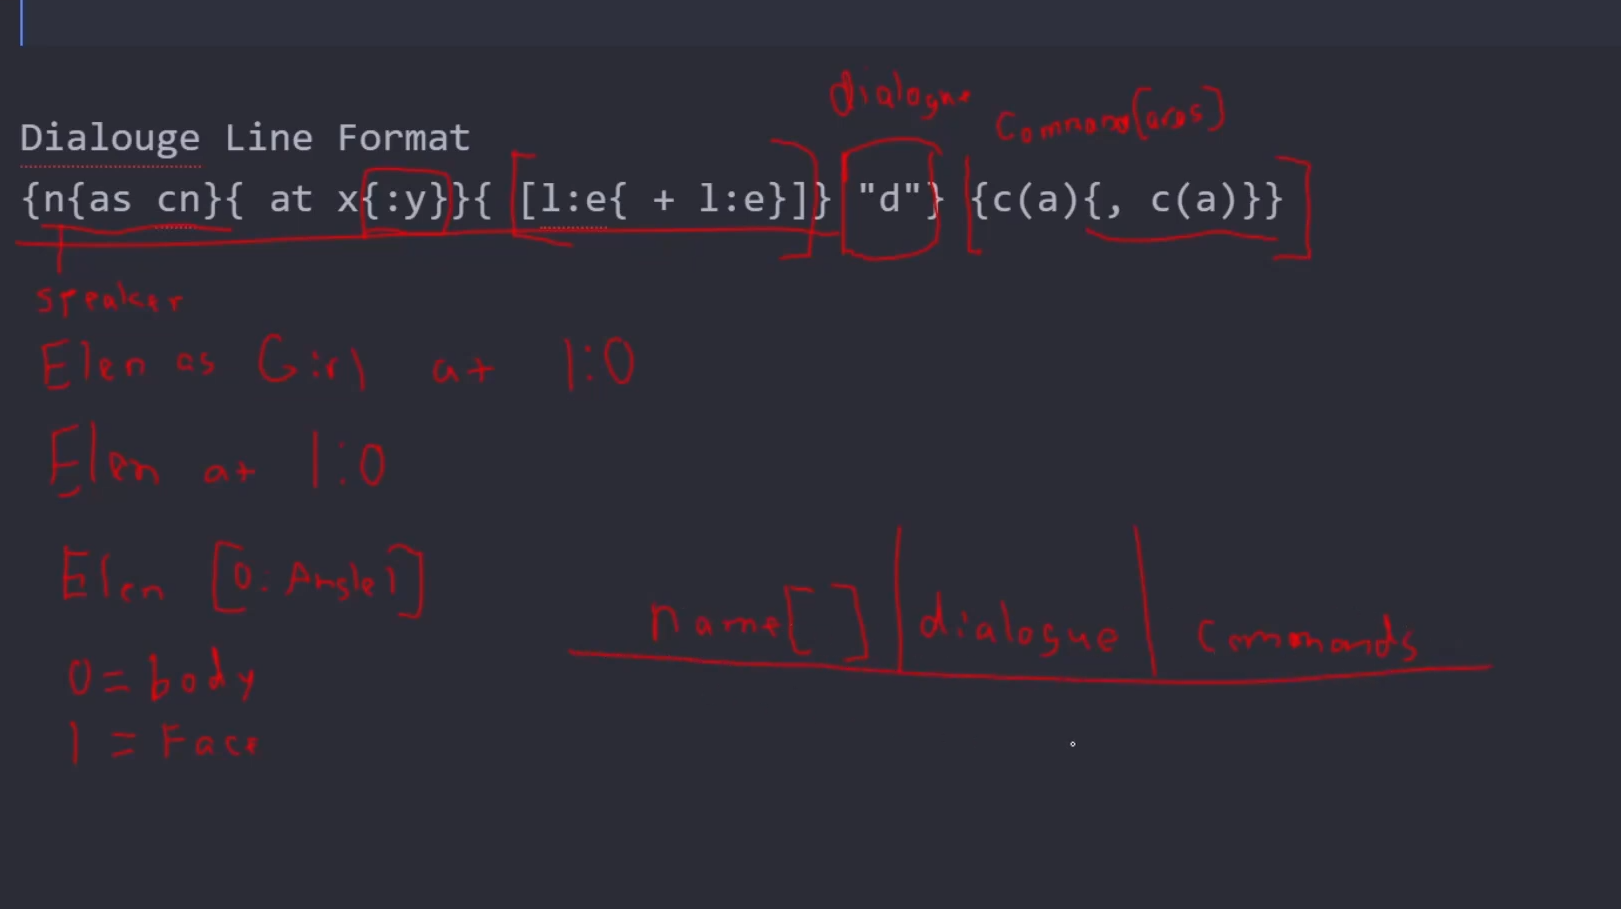 dialogue
Command(args)
Dialouge Line Format
{n{as cn}{ at x{:y}}{ [l:e{ + l:e}]} "d"} {c(a){, c(a)}}
speaker
Elen as Girl at 1:0
Elen at 1:0
Elen [0:Angle1]
name[] dialogue commands
0 = body
1 = Face